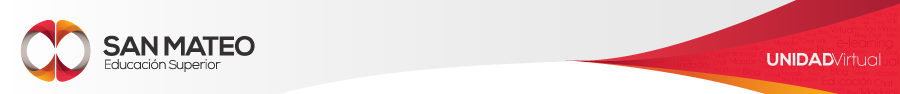 SAN MATEO
Educación Superior
UNIDADVirtual